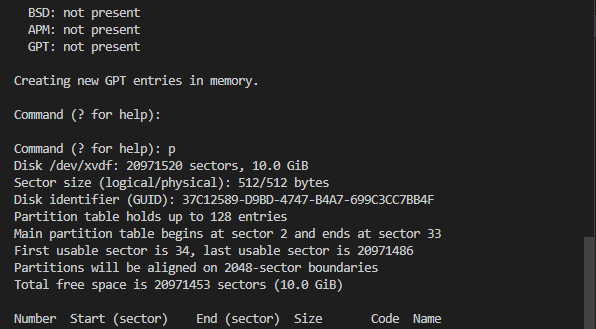 BSD: not present
APM: not present
GPT: not present
Creating new GPT entries in memory.
Command (? for help):
Command (? for help): p
Disk /dev/xvdf: 20971520 sectors, 10.0 GiB
Sector size (logical/physical): 512/512 bytes
Disk identifier (GUID): 37C12589-D9BD-4747-B4A7-699C3CC7BB4F
Partition table holds up to 128 entries
Main partition table begins at sector 2 and ends at sector 33
First usable sector is 34, last usable sector is 20971486
Partitions will be aligned on 2048-sector boundaries
Total free space is 20971453 sectors (10.0 GiB)
Number  Start (sector)    End (sector)  Size       Code  Name